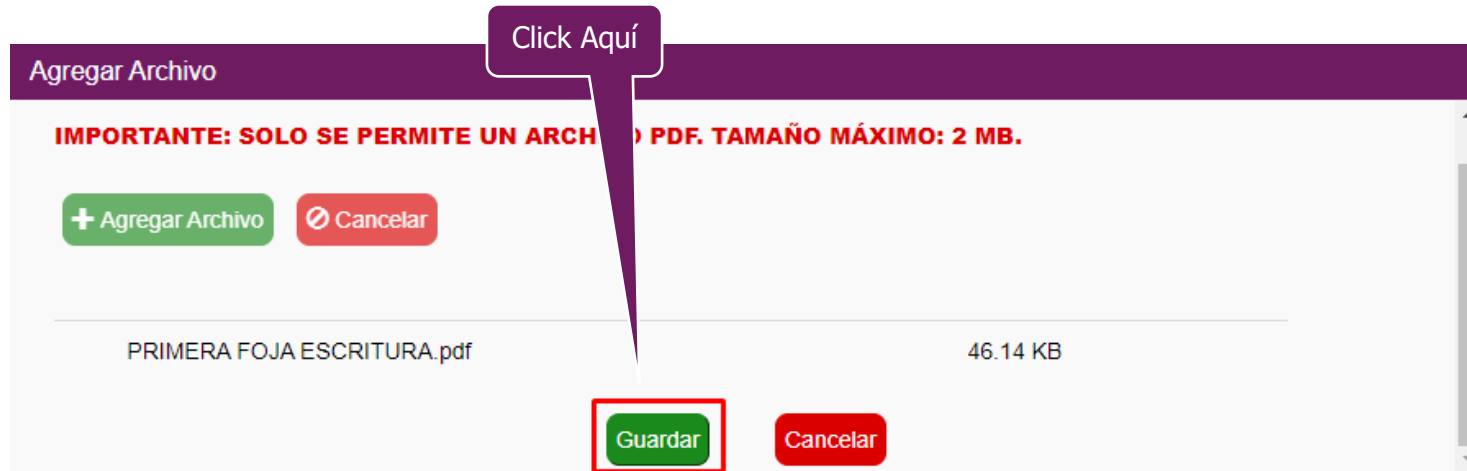 Click Aquí
Agregar Archivo
IMPORTANTE: SOLO SE PERMITE UN ARCH O PDF. TAMAÑO MÁXIMO: 2 MB.
Agregar Archivo Cancelar
PRIMERA FOJA ESCRITURA.pdf 46.14 KB
Guardar Cancelar